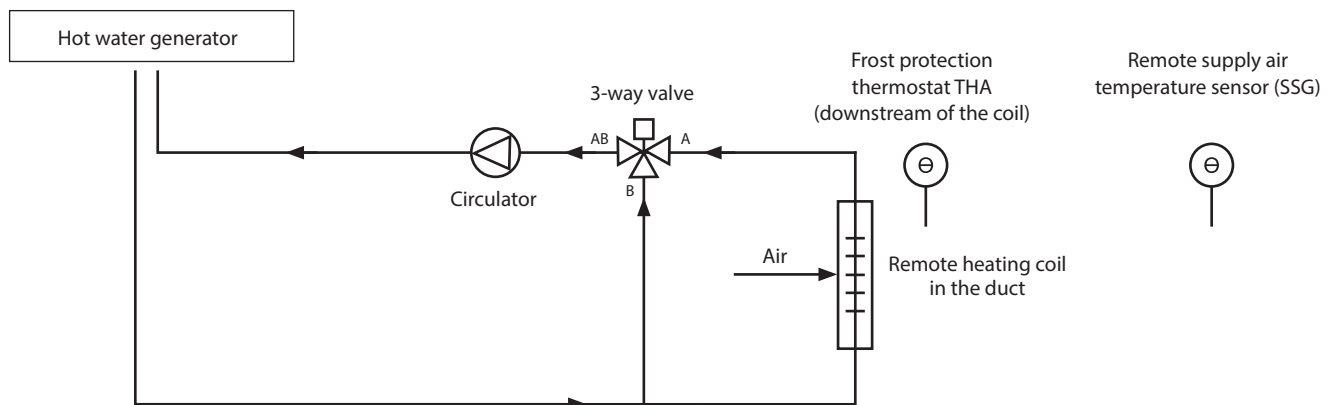 Hot water generator
Frost protection
thermostat THA
(downstream of the coil)
Remote supply air
temperature sensor (SSG)
3-way valve
AB
A
B
Circulator
Air
Remote heating coil
in the duct